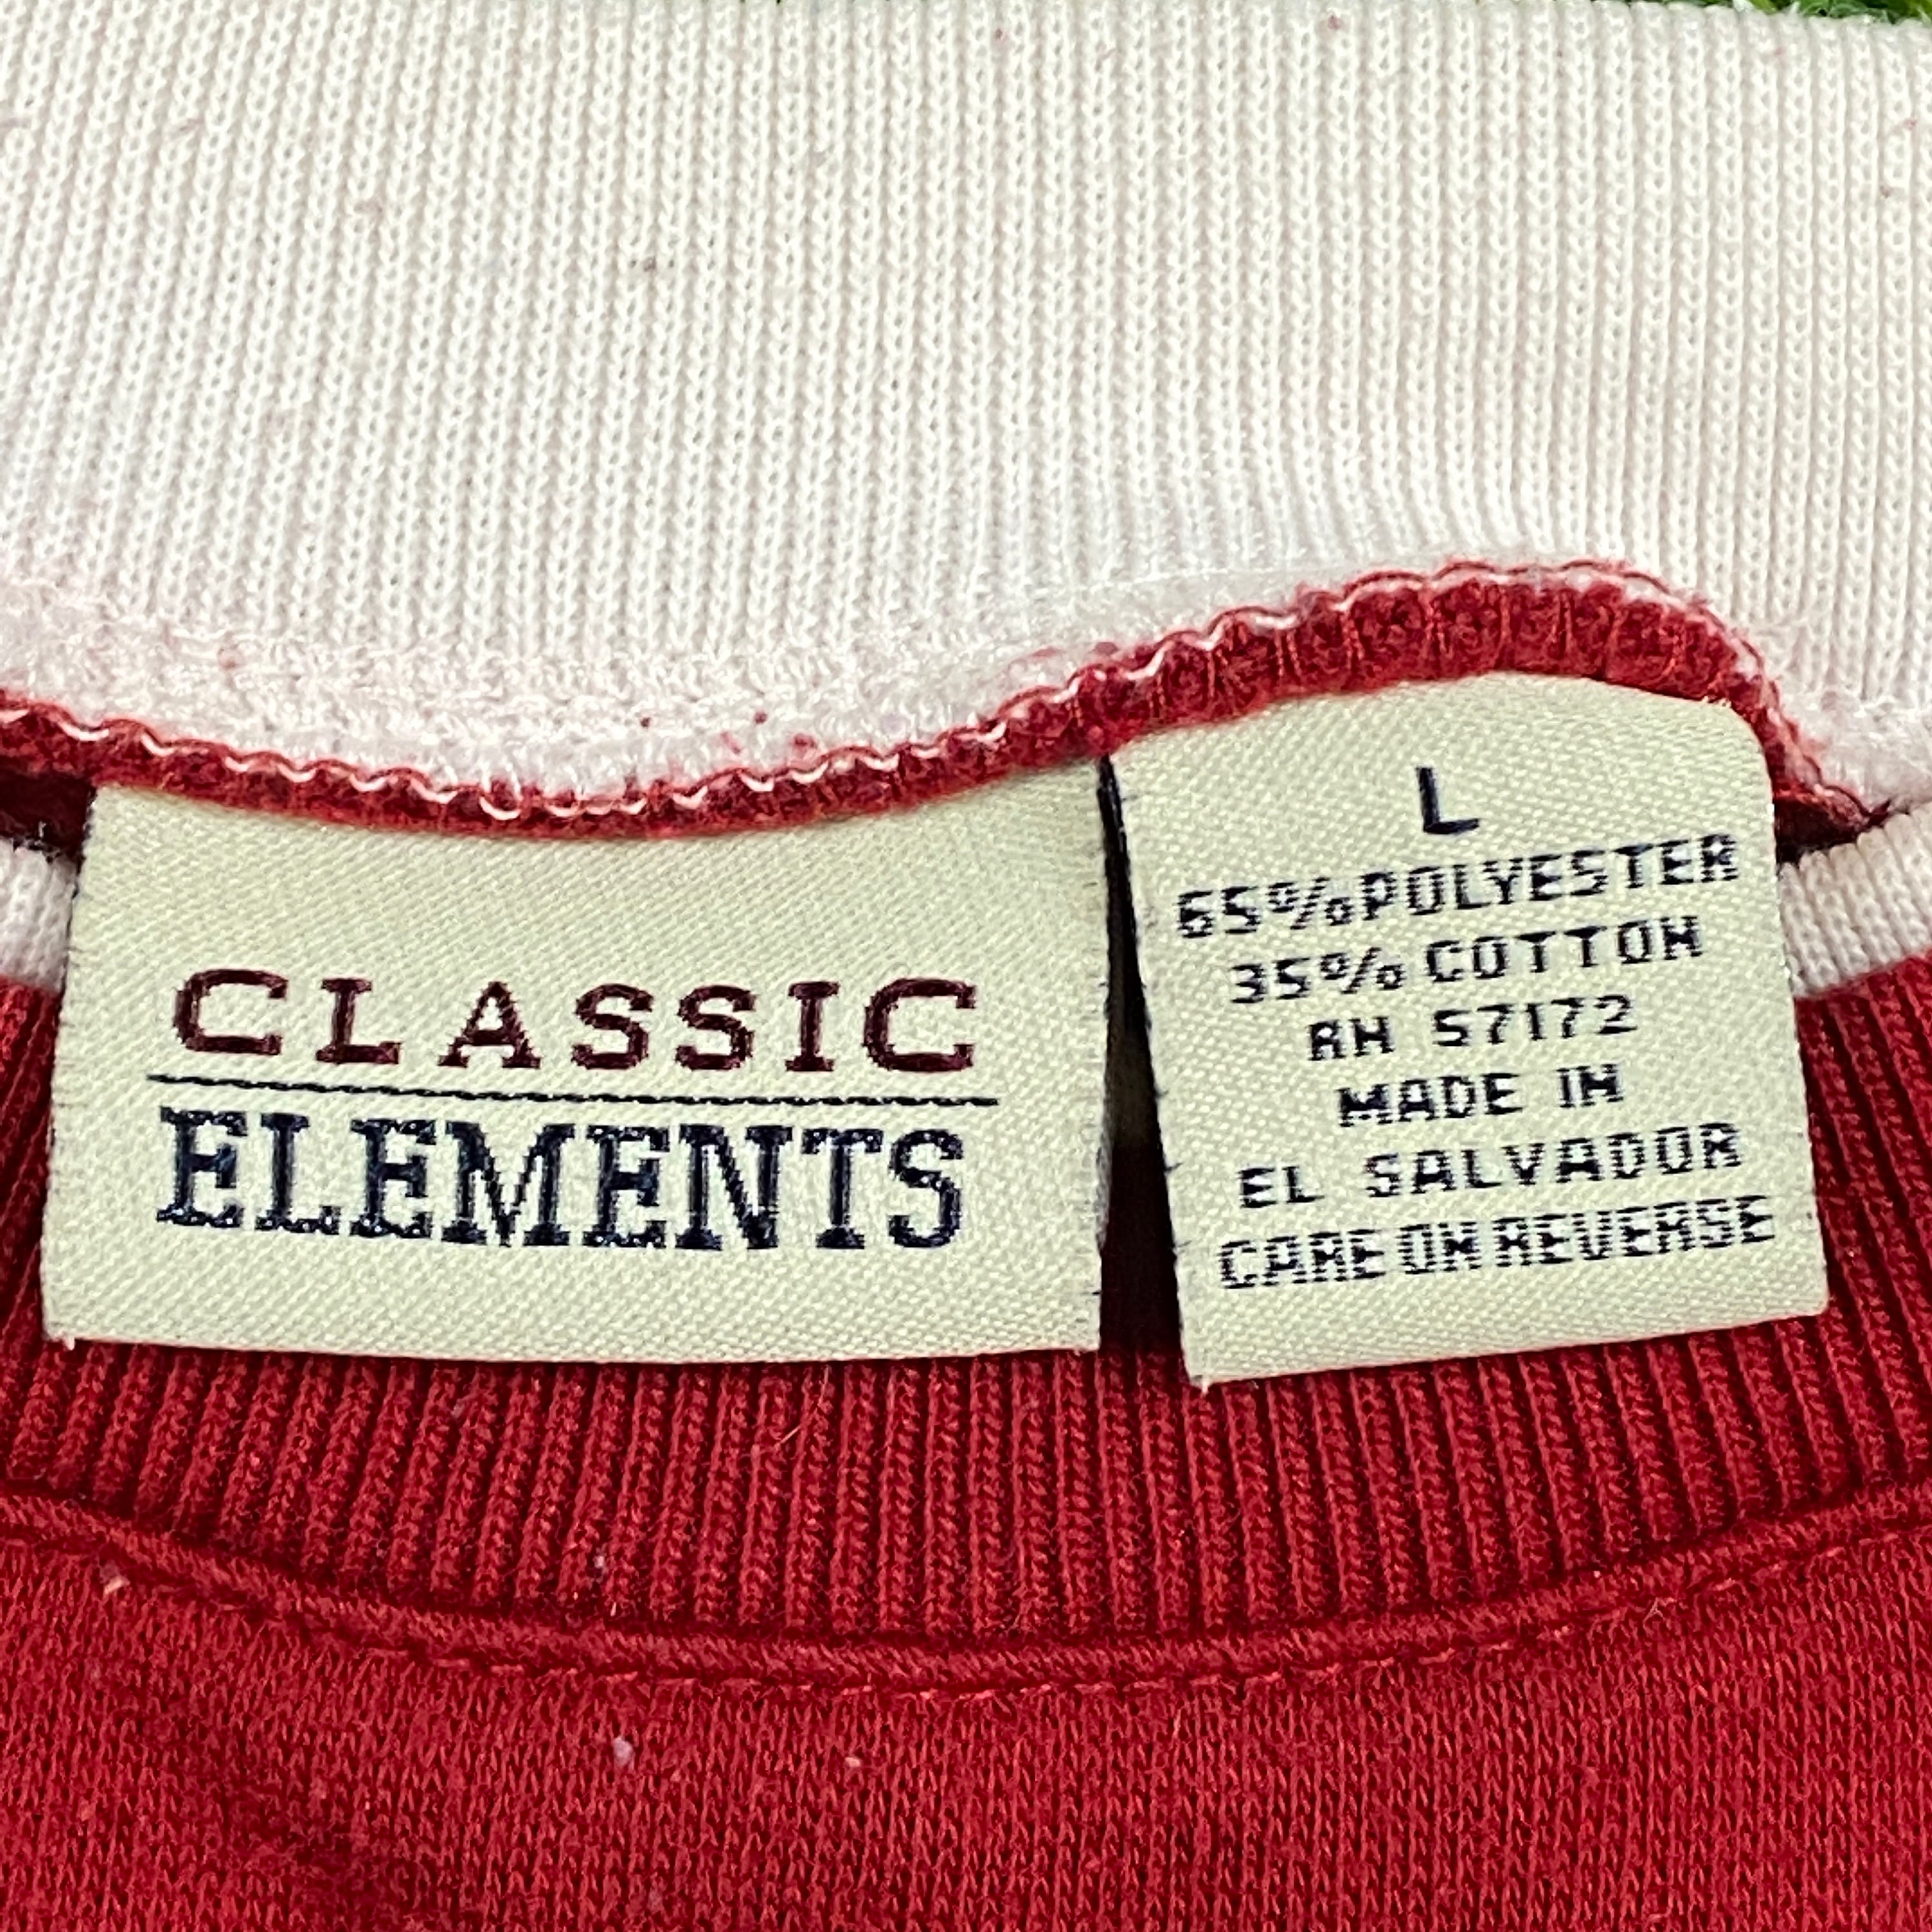 CLASSIC
ELEMENTS
L
65% POLYESTER
35% COTTON
RN 57172
MADE IN
EL SALVADOR
CARE ON REVERSE